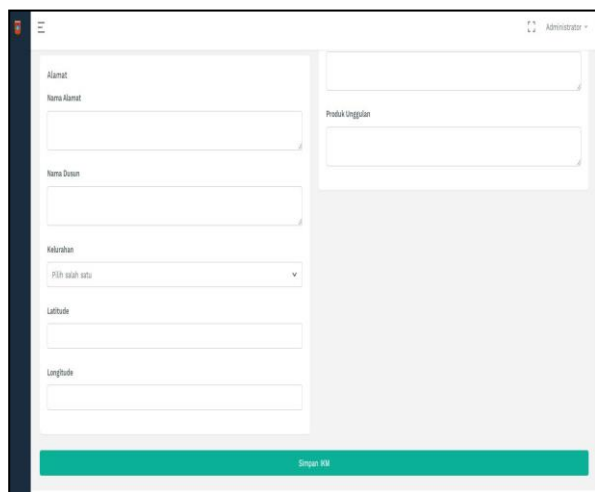 Administrator
Alamat
Nama Alamat
Nama Dusun
Kelurahan
Pilih salah satu
Latitude
Longitude
Produk Unggulan
Simpan IKM